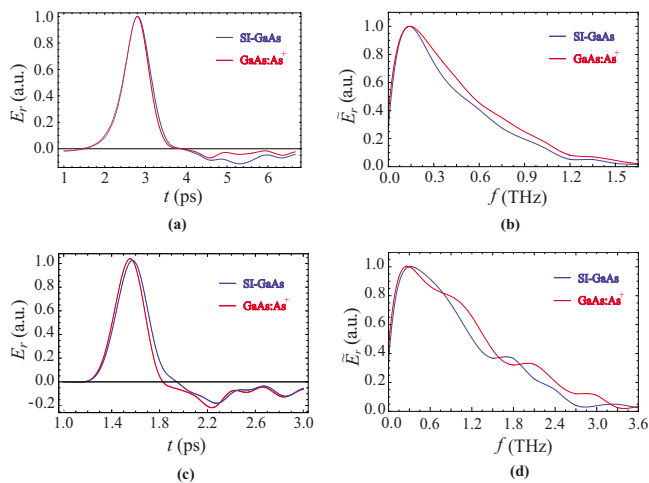 (a)
1.0
0.8
0.6
0.4
0.2
0.0
E_r (a.u.)
SI-GaAs
GaAs:As+
1 2 3 4 5 6
t (ps)
(b)
1.0
0.8
0.6
0.4
0.2
0.0
Ẽ_r (a.u.)
SI-GaAs
GaAs:As+
0.0 0.3 0.6 0.9 1.2 1.5
f (THz)
(c)
1.0
0.8
0.6
0.4
0.2
0.0
-0.2
E_r (a.u.)
SI-GaAs
GaAs:As+
1.0 1.4 1.8 2.2 2.6 3.0
t (ps)
(d)
1.0
0.8
0.6
0.4
0.2
0.0
Ẽ_r (a.u.)
SI-GaAs
GaAs:As+
0.0 0.6 1.2 1.8 2.4 3.0 3.6
f (THz)